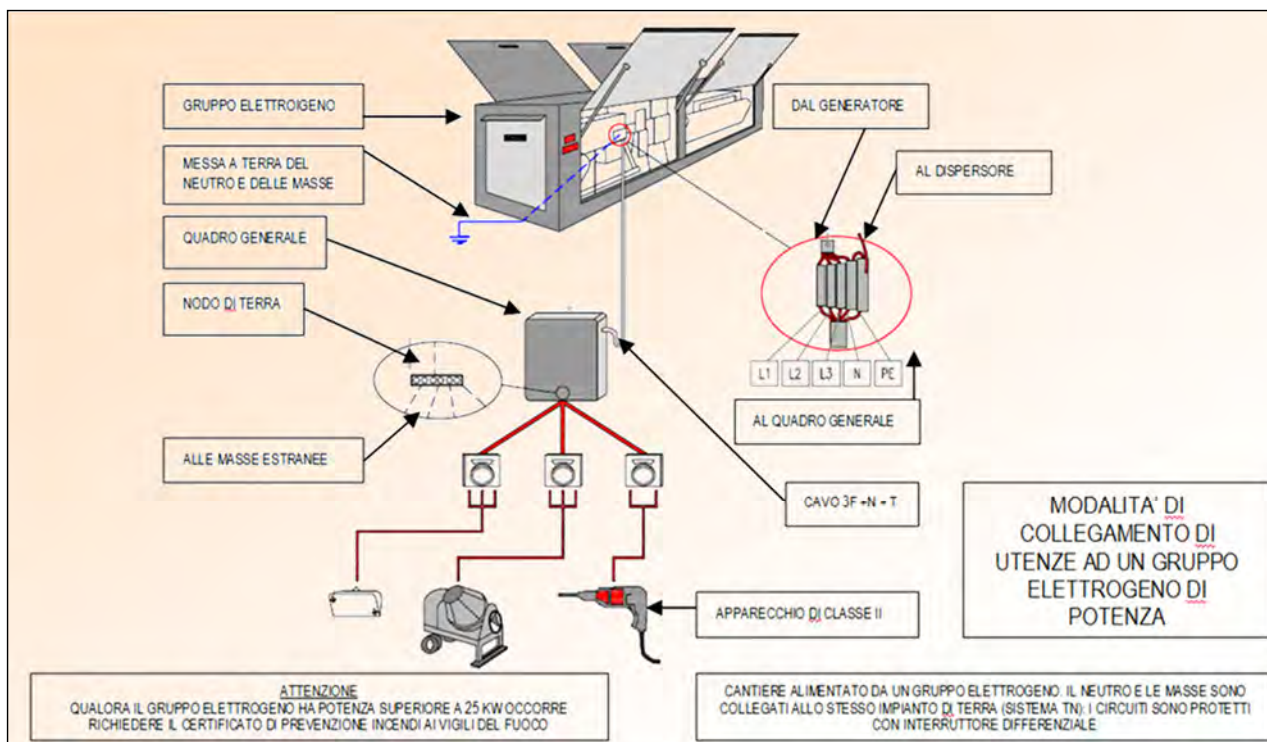 GRUPPO ELETTROIGENO
MESSA A TERRA DEL
NEUTRO E DELLE MASSE
QUADRO GENERALE
NODO DI TERRA
ALLE MASSE ESTRANEE
DAL GENERATORE
AL DISPERSORE
L1 L2 L3 N PE
AL QUADRO GENERALE
CAVO 3F +N + T
APPARECCHIO DI CLASSE II
MODALITA' DI
COLLEGAMENTO DI
UTENZE AD UN GRUPPO
ELETTROGENO DI
POTENZA
ATTENZIONE
QUALORA IL GRUPPO ELETTROGENO HA POTENZA SUPERIORE A 25 KW OCCORRE
RICHIEDERE IL CERTIFICATO DI PREVENZIONE INCENDI AI VIGILI DEL FUOCO
CANTIERE ALIMENTATO DA UN GRUPPO ELETTROGENO. IL NEUTRO E LE MASSE SONO
COLLEGATI ALLO STESSO IMPIANTO DI TERRA (SISTEMA TN): I CIRCUITI SONO PROTETTI
CON INTERRUTTORE DIFFERENZIALE